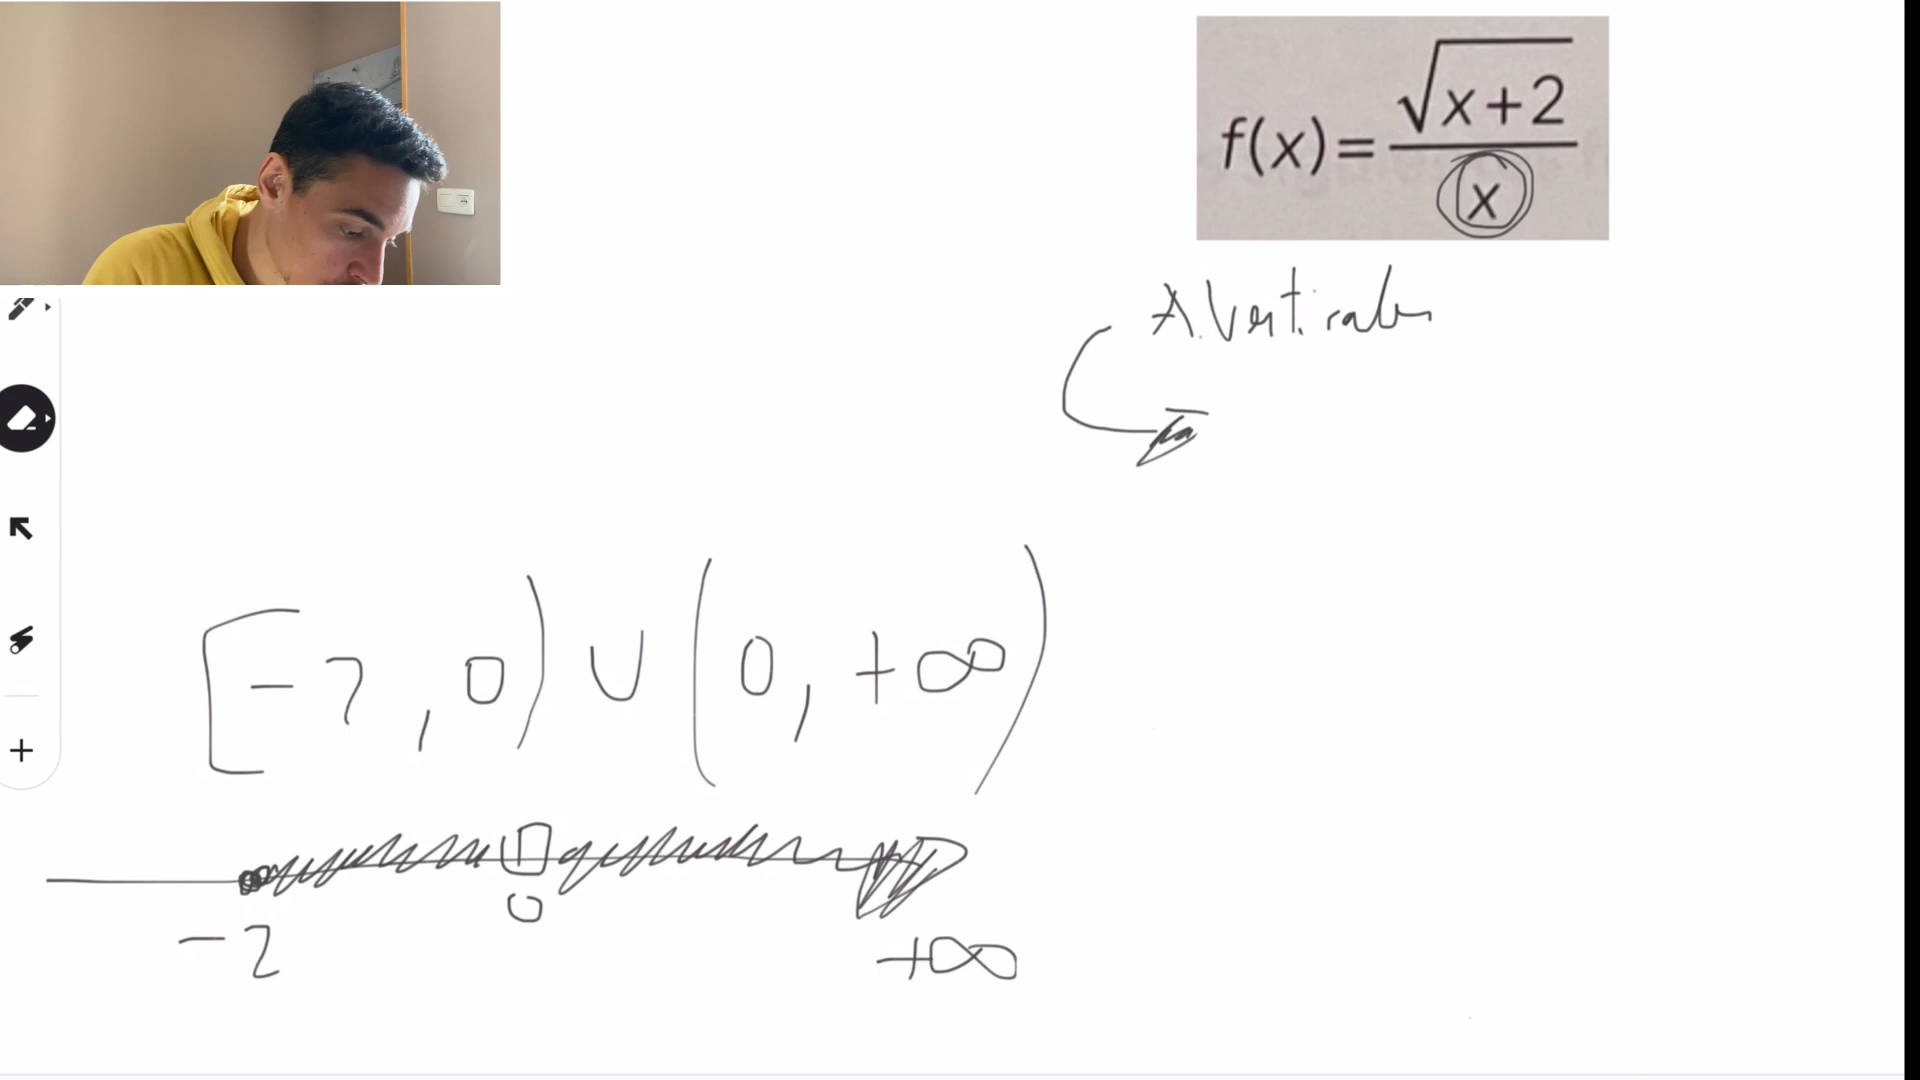 f(x) = √x+2 / x
A. Verticales
[-2, 0) ∪ (0, +∞)
0
-2
+∞